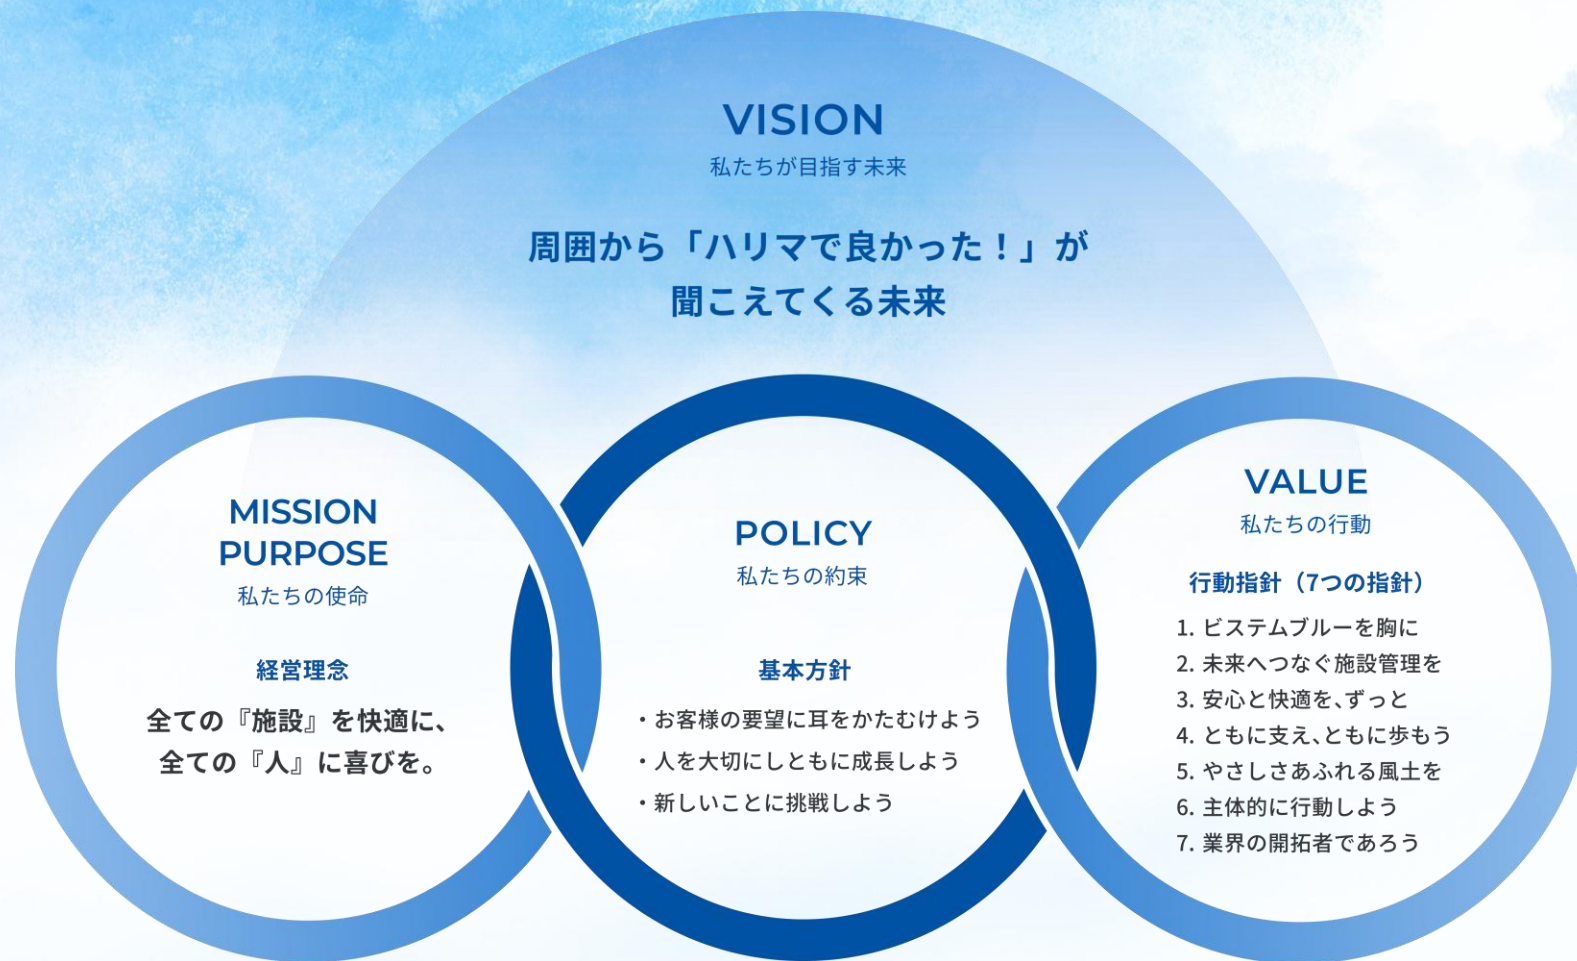 VISION
私たちが目指す未来
周囲から「ハリマで良かった！」が
聞こえてくる未来
MISSION
PURPOSE
私たちの使命
経営理念
全ての『施設』を快適に、
全ての『人』に喜びを。
POLICY
私たちの約束
基本方針
・お客様の要望に耳をかたむけよう
・人を大切にしともに成長しよう
・新しいことに挑戦しよう
VALUE
私たちの行動
行動指針（7つの指針）
1. ビステムブルーを胸に
2. 未来へつなぐ施設管理を
3. 安心と快適を、ずっと
4. ともに支え、ともに歩もう
5. やさしさあふれる風土を
6. 主体的に行動しよう
7. 業界の開拓者であろう